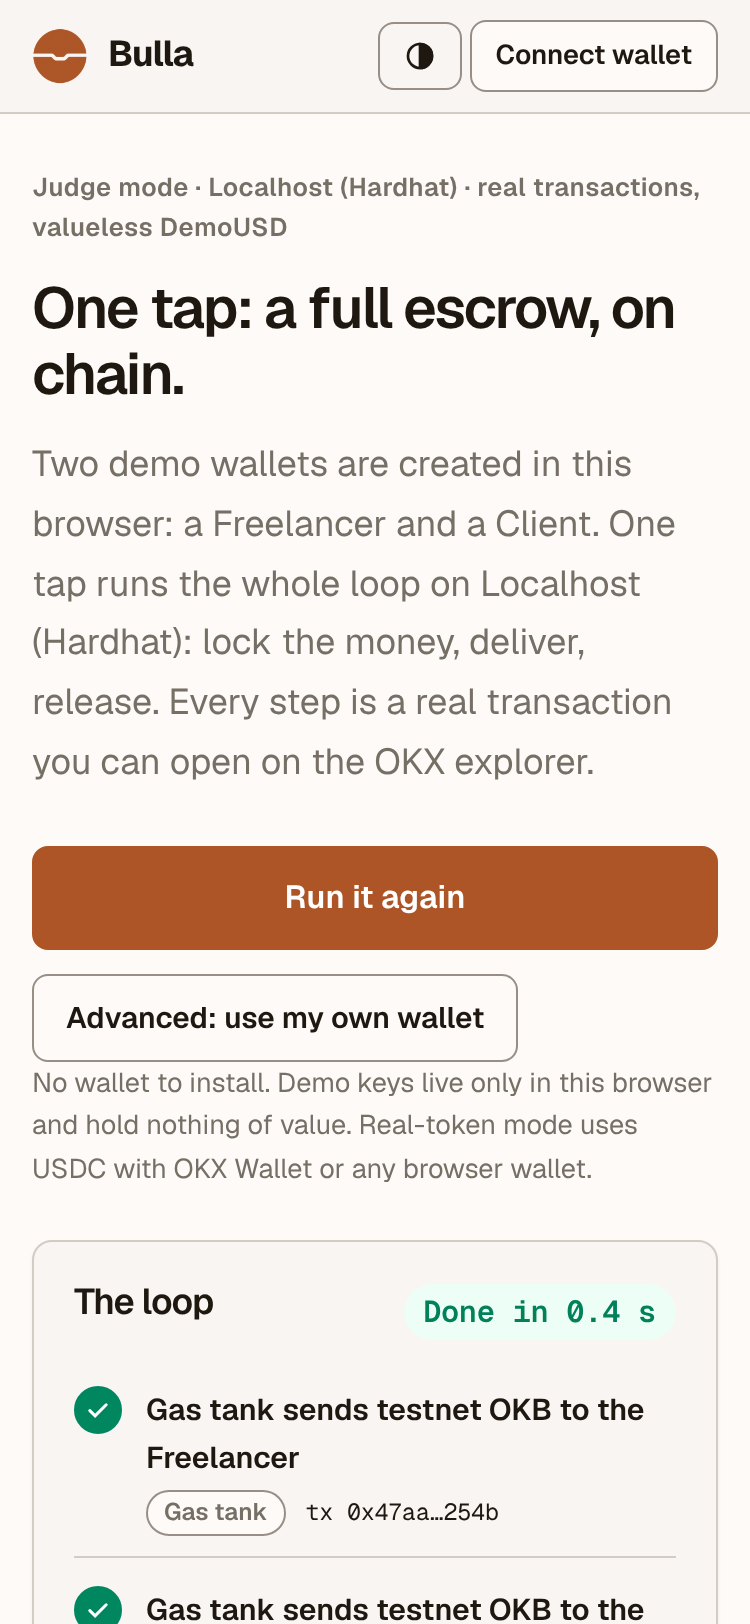 Bulla
Connect wallet
Judge mode · Localhost (Hardhat) · real transactions,
valueless DemoUSD
One tap: a full escrow, on
chain.
Two demo wallets are created in this
browser: a Freelancer and a Client. One
tap runs the whole loop on Localhost
(Hardhat): lock the money, deliver,
release. Every step is a real transaction
you can open on the OKX explorer.
Run it again
Advanced: use my own wallet
No wallet to install. Demo keys live only in this browser
and hold nothing of value. Real-token mode uses
USDC with OKX Wallet or any browser wallet.
The loop
Done in 0.4 s
Gas tank sends testnet OKB to the
Freelancer
Gas tank tx 0x47aa…254b
Gas tank sends testnet OKB to the